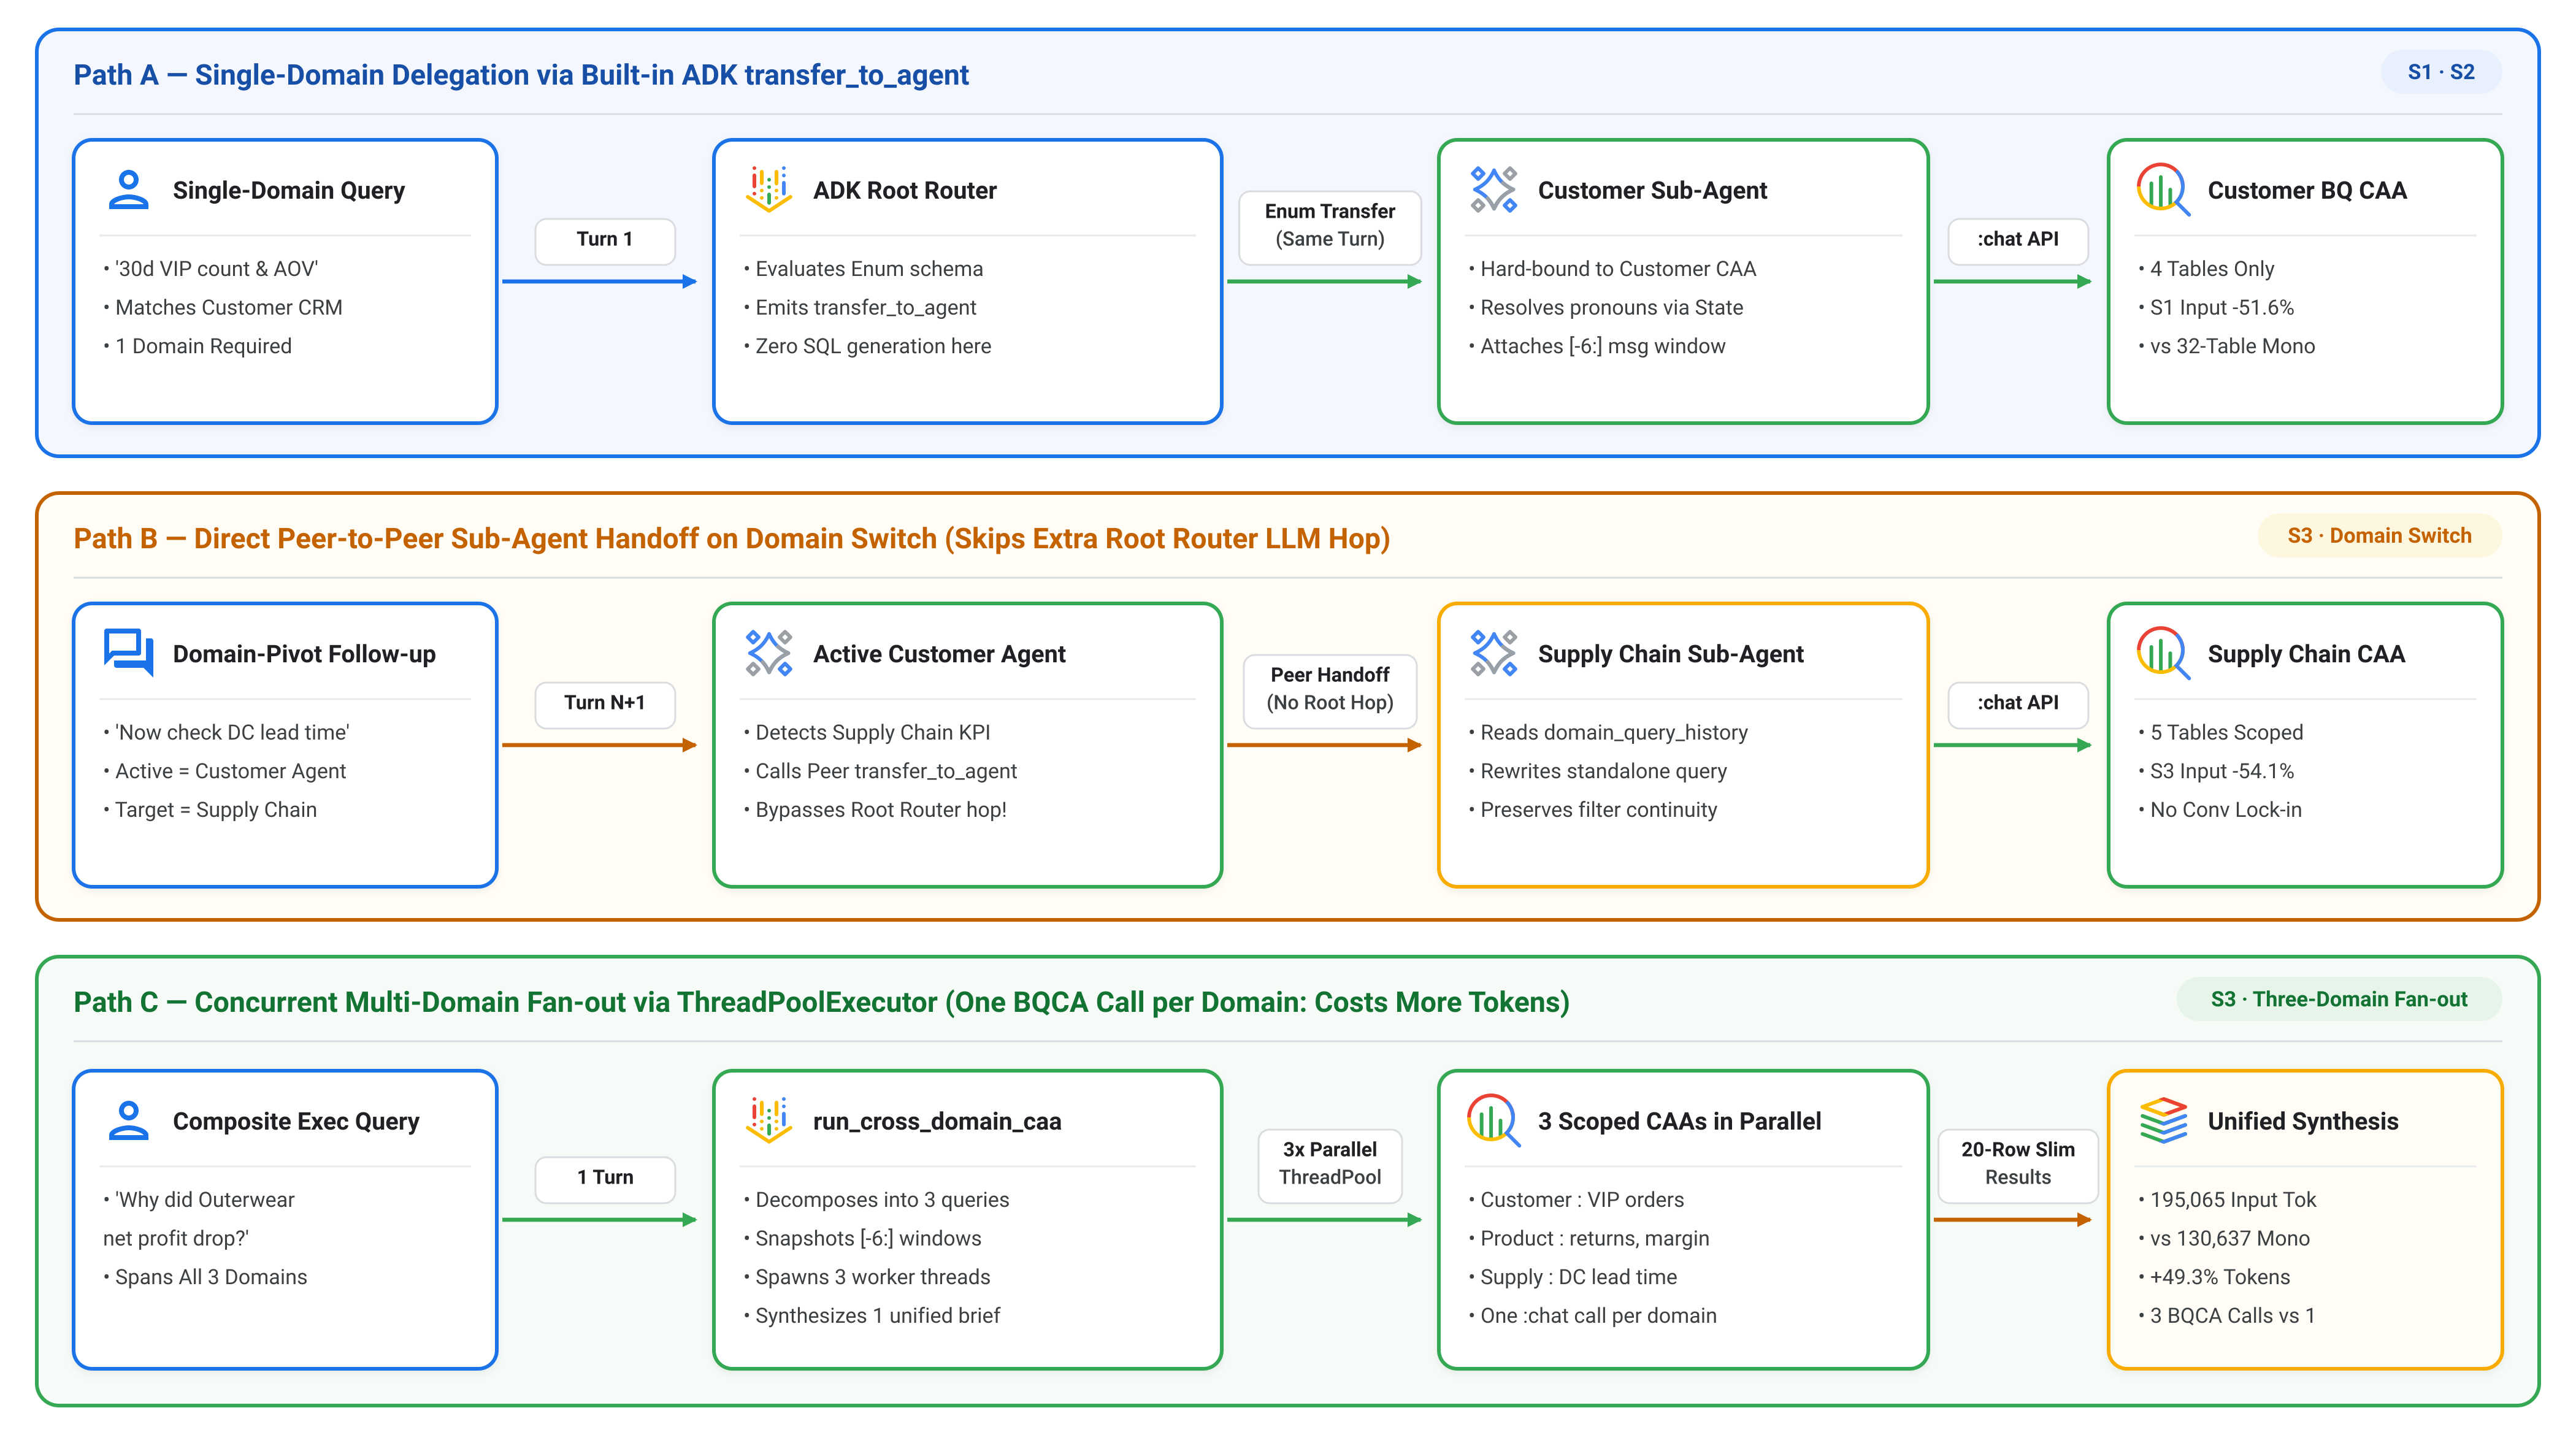 Path A — Single-Domain Delegation via Built-in ADK transfer_to_agent
S1 · S2
Single-Domain Query
• '30d VIP count & AOV'
• Matches Customer CRM
• 1 Domain Required
Turn 1
ADK Root Router
• Evaluates Enum schema
• Emits transfer_to_agent
• Zero SQL generation here
Enum Transfer
(Same Turn)
Customer Sub-Agent
• Hard-bound to Customer CAA
• Resolves pronouns via State
• Attaches [-6:] msg window
:chat API
Customer BQ CAA
• 4 Tables Only
• S1 Input -51.6%
• vs 32-Table Mono
Path B — Direct Peer-to-Peer Sub-Agent Handoff on Domain Switch (Skips Extra Root Router LLM Hop)
S3 · Domain Switch
Domain-Pivot Follow-up
• 'Now check DC lead time'
• Active = Customer Agent
• Target = Supply Chain
Turn N+1
Active Customer Agent
• Detects Supply Chain KPI
• Calls Peer transfer_to_agent
• Bypasses Root Router hop!
Peer Handoff
(No Root Hop)
Supply Chain Sub-Agent
• Reads domain_query_history
• Rewrites standalone query
• Preserves filter continuity
:chat API
Supply Chain CAA
• 5 Tables Scoped
• S3 Input -54.1%
• No Conv Lock-in
Path C — Concurrent Multi-Domain Fan-out via ThreadPoolExecutor (One BQCA Call per Domain: Costs More Tokens)
S3 · Three-Domain Fan-out
Composite Exec Query
• 'Why did Outerwear
net profit drop?'
• Spans All 3 Domains
1 Turn
run_cross_domain_caa
• Decomposes into 3 queries
• Snapshots [-6:] windows
• Spawns 3 worker threads
• Synthesizes 1 unified brief
3x Parallel
ThreadPool
3 Scoped CAAs in Parallel
• Customer : VIP orders
• Product : returns, margin
• Supply : DC lead time
• One :chat call per domain
20-Row Slim
Results
Unified Synthesis
• 195,065 Input Tok
• vs 130,637 Mono
• +49.3% Tokens
• 3 BQCA Calls vs 1